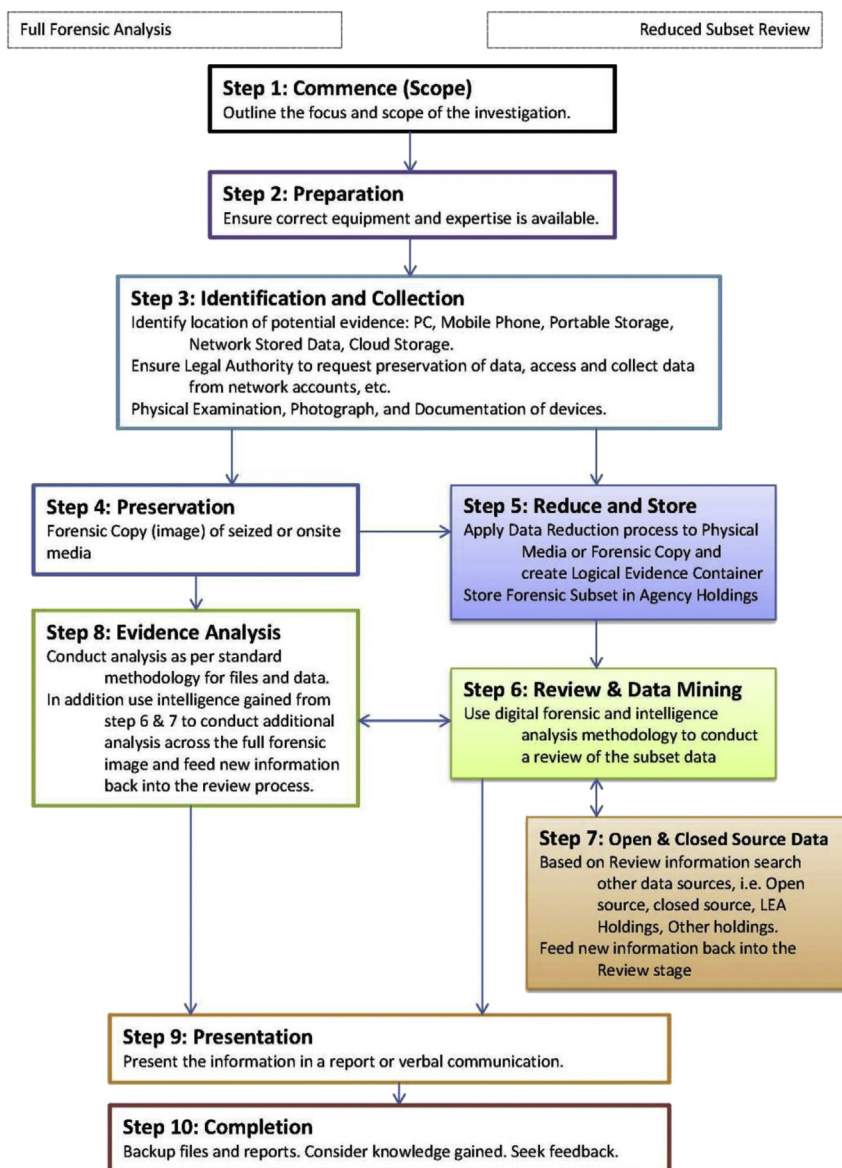 Full Forensic Analysis
Reduced Subset Review
Step 1: Commence (Scope)
Outline the focus and scope of the investigation.
Step 2: Preparation
Ensure correct equipment and expertise is available.
Step 3: Identification and Collection
Identify location of potential evidence: PC, Mobile Phone, Portable Storage,
Network Stored Data, Cloud Storage.
Ensure Legal Authority to request preservation of data, access and collect data
from network accounts, etc.
Physical Examination, Photograph, and Documentation of devices.
Step 4: Preservation
Forensic Copy (image) of seized or onsite
media
Step 5: Reduce and Store
Apply Data Reduction process to Physical
Media or Forensic Copy and
create Logical Evidence Container
Store Forensic Subset in Agency Holdings
Step 8: Evidence Analysis
Conduct analysis as per standard
methodology for files and data.
In addition use intelligence gained from
step 6 & 7 to conduct additional
analysis across the full forensic
image and feed new information
back into the review process.
Step 6: Review & Data Mining
Use digital forensic and intelligence
analysis methodology to conduct
a review of the subset data
Step 7: Open & Closed Source Data
Based on Review information search
other data sources, i.e. Open
source, closed source, LEA
Holdings, Other holdings.
Feed new information back into the
Review stage
Step 9: Presentation
Present the information in a report or verbal communication.
Step 10: Completion
Backup files and reports. Consider knowledge gained. Seek feedback.